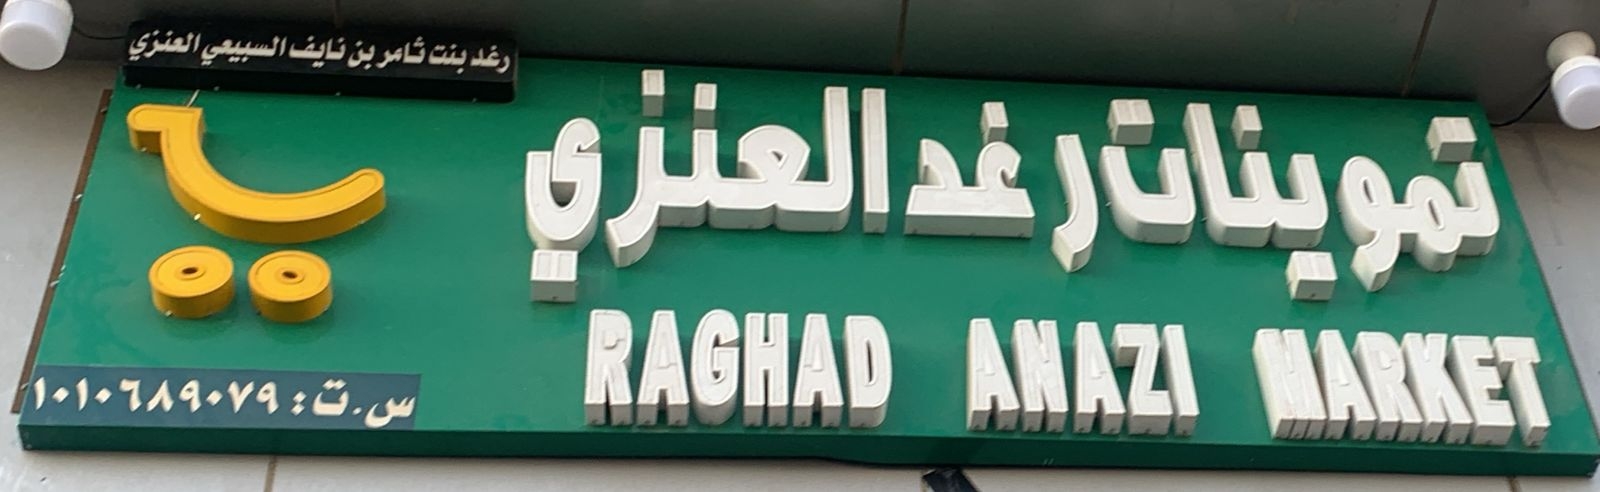 رغد بنت ثامر بن نايف السبيعي العنزي
تموينات رغد العنزي
RAGHAD ANAZI MARKET
س.ت: ١٠١٠٦٨٩٠٧٩